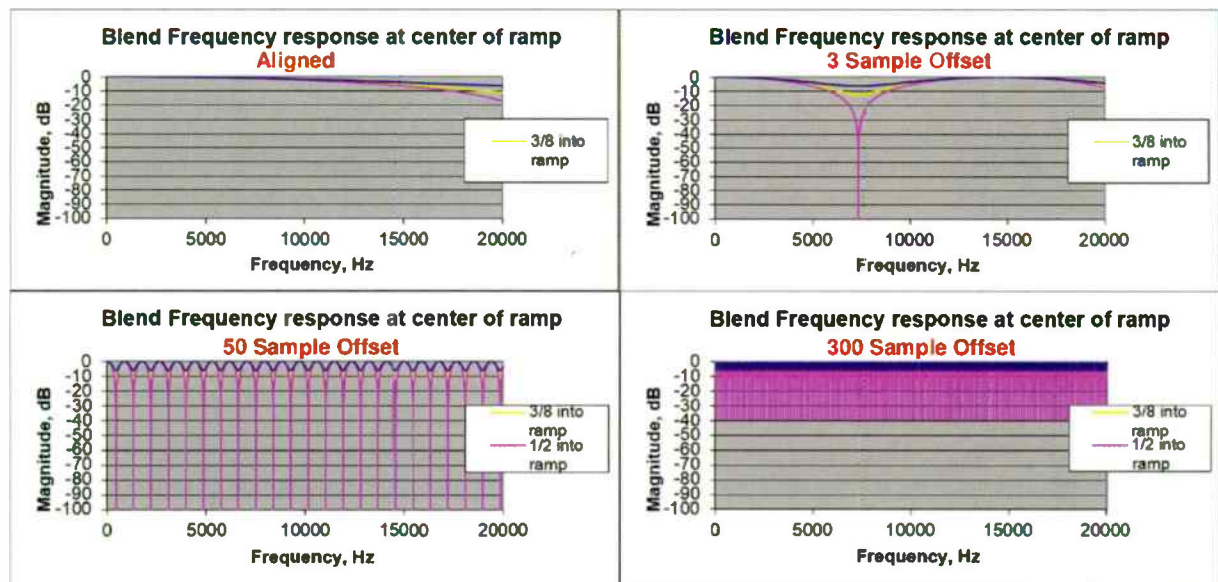 Blend Frequency response at center of ramp
Aligned
Magnitude, dB
0
-10
-20
-30
-40
-50
-60
-70
-80
-90
-100
3/8 into
ramp
0 5000 10000 15000 20000
Frequency, Hz
Blend Frequency response at center of ramp
3 Sample Offset
Magnitude, dB
0
-10
-20
-30
-40
-50
-60
-70
-80
-90
-100
3/8 into
ramp
0 5000 10000 15000 20000
Frequency, Hz
Blend Frequency response at center of ramp
50 Sample Offset
Magnitude, dB
0
-10
-20
-30
-40
-50
-60
-70
-80
-90
-100
3/8 into
ramp
1/2 into
ramp
0 5000 10000 15000 20000
Frequency, Hz
Blend Frequency response at center of ramp
300 Sample Offset
Magnitude, dB
0
-10
-20
-30
-40
-50
-60
-70
-80
-90
-100
3/8 into
ramp
1/2 into
ramp
0 5000 10000 15000 20000
Frequency, Hz